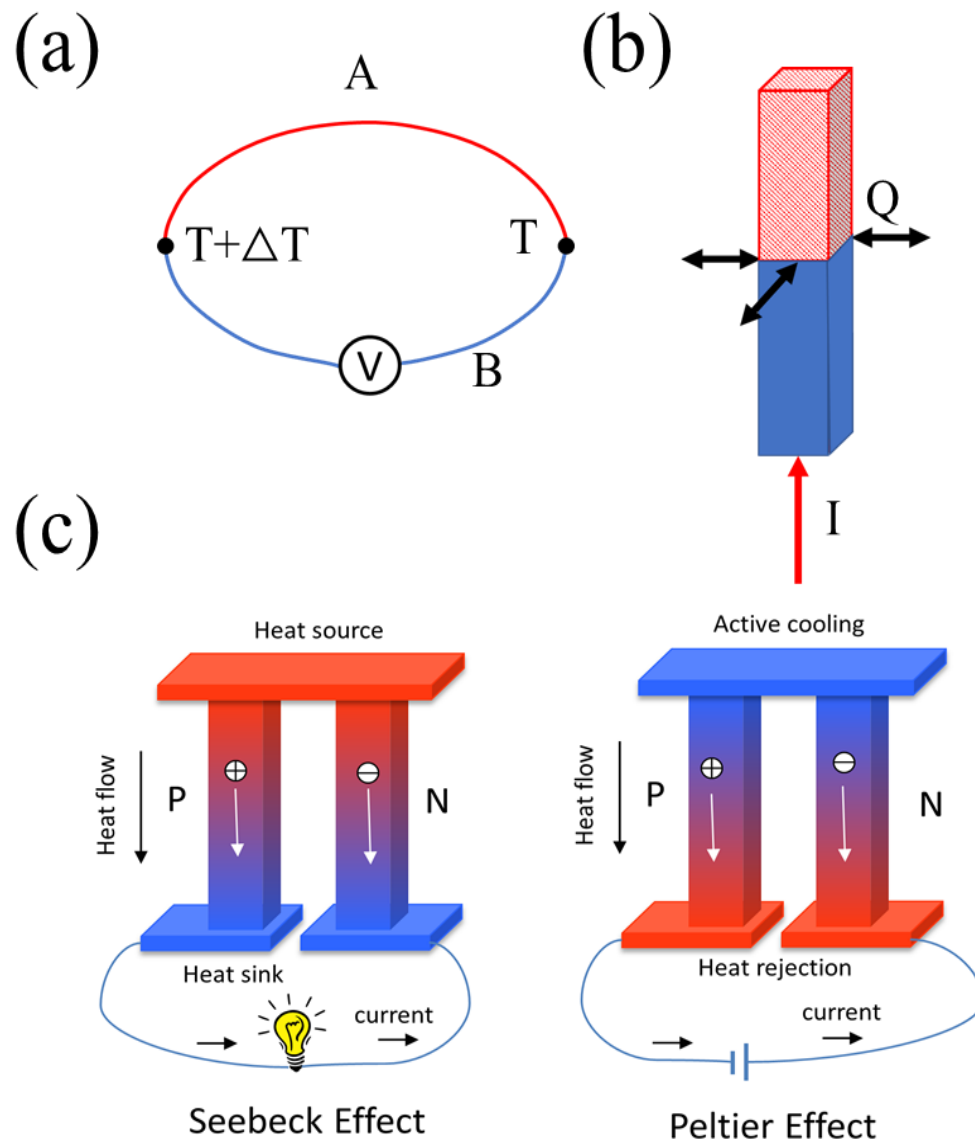 (a)
A
T+△T
T
V
B
(b)
Q
I
(c)
Heat source
Heat flow
P
⊕
⊖
N
Heat sink
current
Seebeck Effect
Active cooling
Heat flow
P
⊕
⊖
N
Heat rejection
current
Peltier Effect